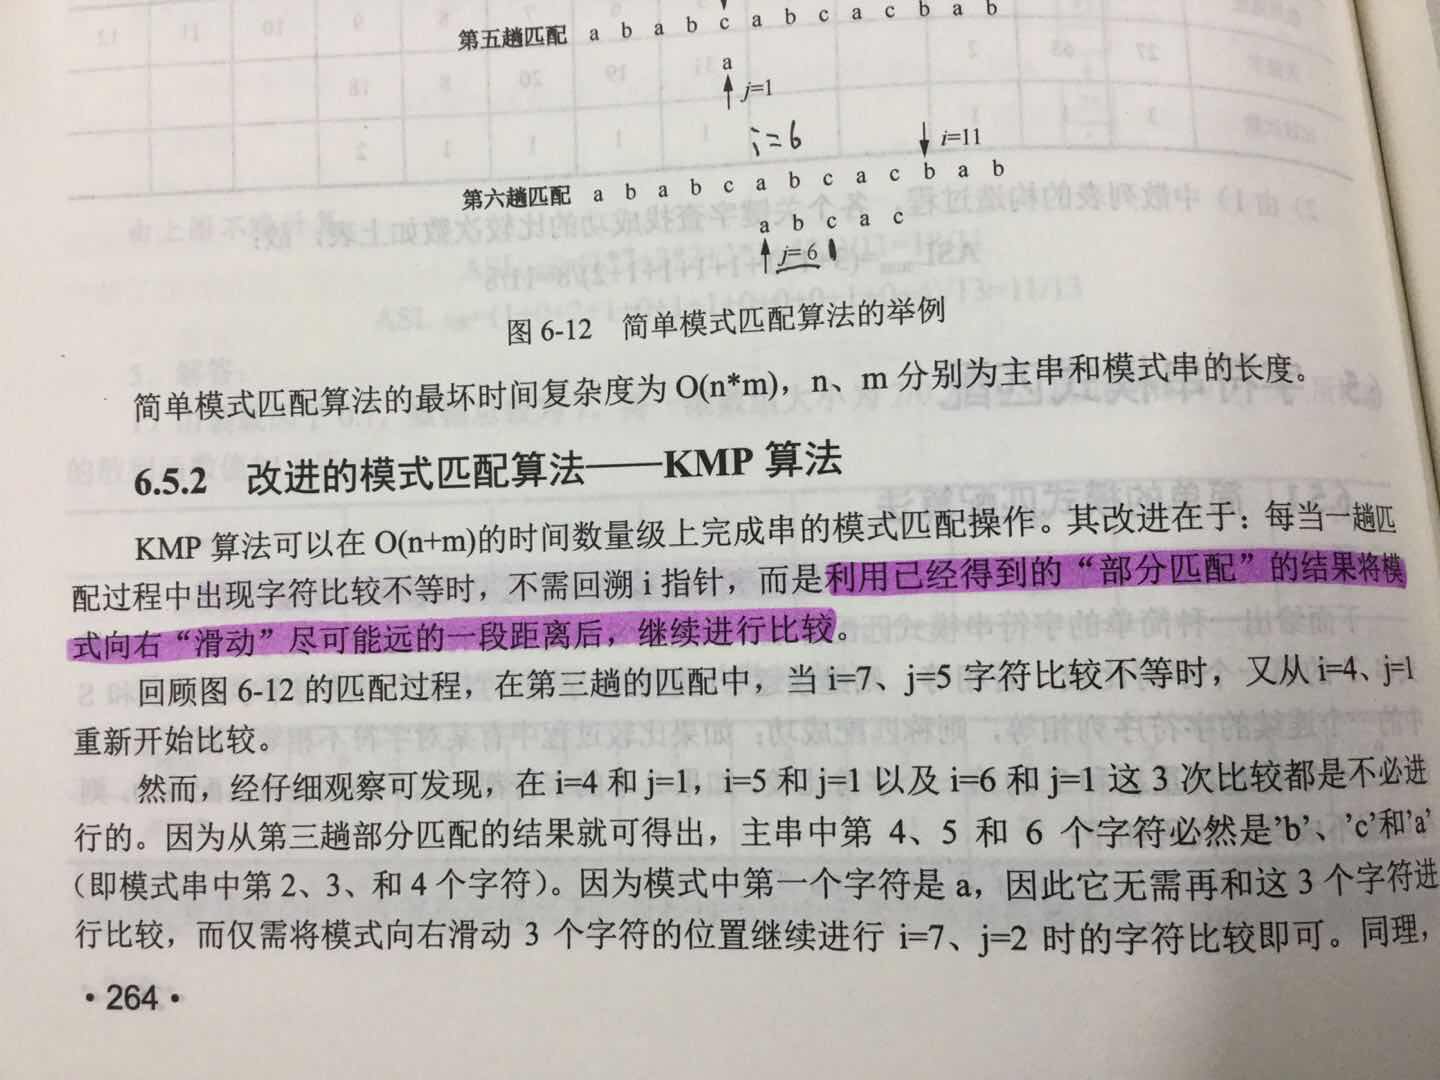 第五趟匹配 a b a b c a b c a c b a b
a
j=1
i=6
i=11
第六趟匹配 a b a b c a b c a c b a b
a b c a c
j=6
图 6-12 简单模式匹配算法的举例
简单模式匹配算法的最坏时间复杂度为 O(n*m)，n、m 分别为主串和模式串的长度。
6.5.2 改进的模式匹配算法——KMP 算法
KMP 算法可以在 O(n+m)的时间数量级上完成串的模式匹配操作。其改进在于：每当一趟匹
配过程中出现字符比较不等时，不需回溯 i 指针，而是利用已经得到的“部分匹配”的结果将模
式向右“滑动”尽可能远的一段距离后，继续进行比较。
回顾图 6-12 的匹配过程，在第三趟的匹配中，当 i=7、j=5 字符比较不等时，又从 i=4、j=1
重新开始比较。
然而，经仔细观察可发现，在 i=4 和 j=1，i=5 和 j=1 以及 i=6 和 j=1 这 3 次比较都是不必进
行的。因为从第三趟部分匹配的结果就可得出，主串中第 4、5 和 6 个字符必然是’b’、’c’和’a’
（即模式串中第 2、3、和 4 个字符）。因为模式中第一个字符是 a，因此它无需再和这 3 个字符进
行比较，而仅需将模式向右滑动 3 个字符的位置继续进行 i=7、j=2 时的字符比较即可。同理，
·264·